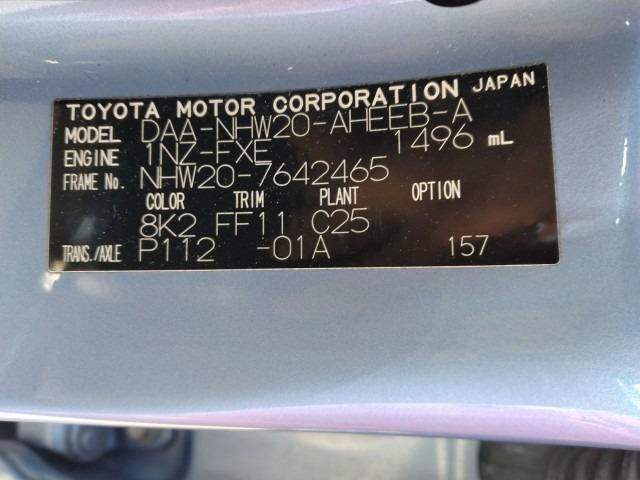 TOYOTA MOTOR CORPORATION JAPAN
MODEL DAA-NHW20-AHEEB-A
ENGINE 1NZ-FXE 1496 mL
FRAME No. NHW20-7642465
COLOR TRIM PLANT OPTION
8K2 FF11 C25
TRANS./AXLE P112 -01A 157